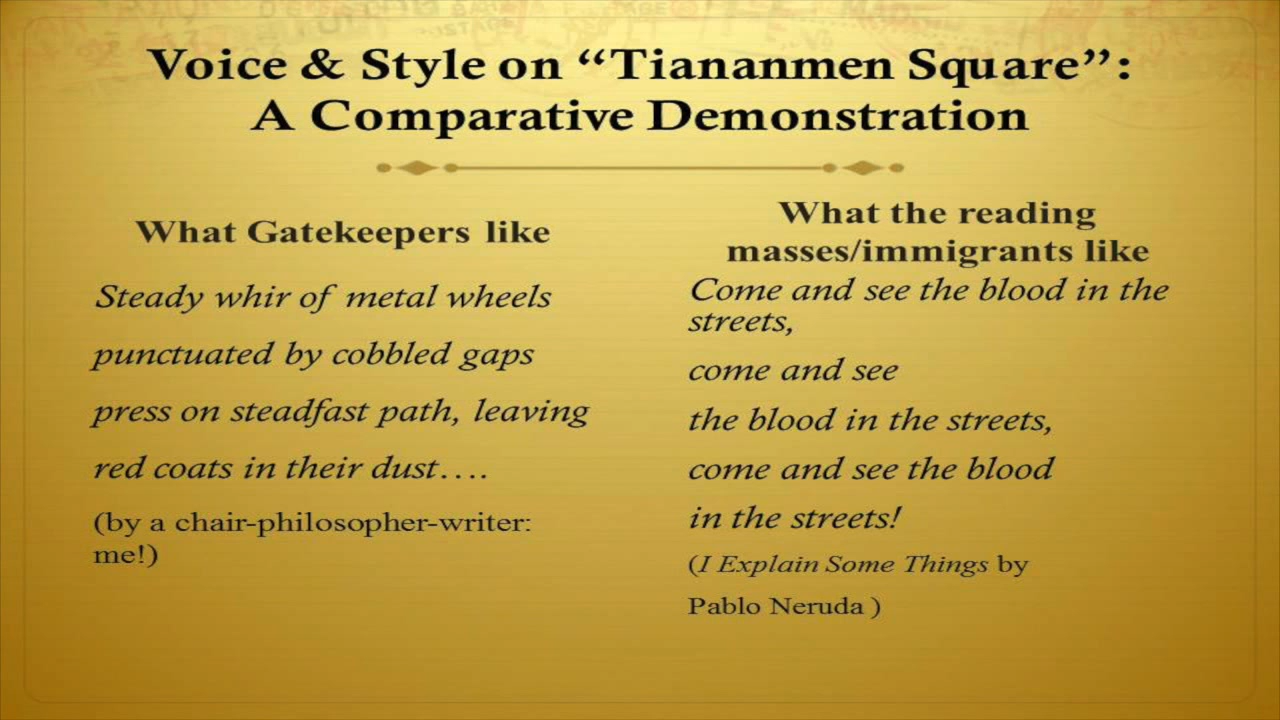 Voice & Style on “Tiananmen Square”:
A Comparative Demonstration
What Gatekeepers like
Steady whir of metal wheels
punctuated by cobbled gaps
press on steadfast path, leaving
red coats in their dust….
(by a chair-philosopher-writer:
me!)
What the reading
masses/immigrants like
Come and see the blood in the
streets,
come and see
the blood in the streets,
come and see the blood
in the streets!
(I Explain Some Things by
Pablo Neruda )